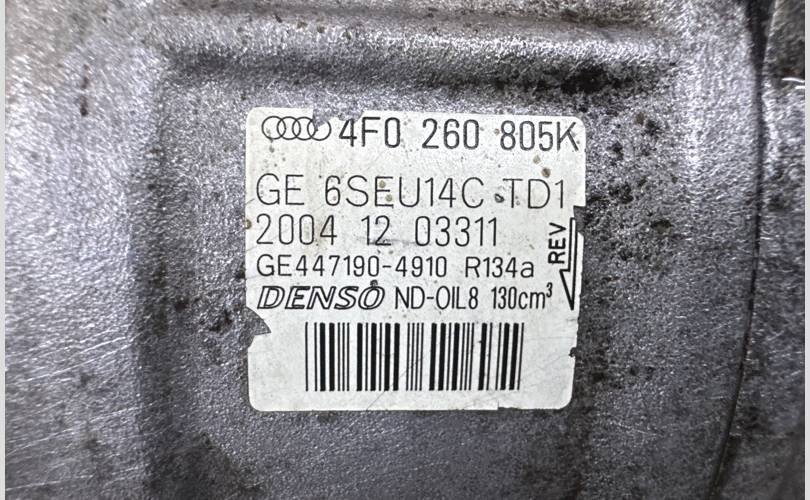 4F0 260 805K
GE 6SEU14C TD1
2004 12 03311
GE447190-4910 R134a
DENSO ND-OIL8 130cm³
REV